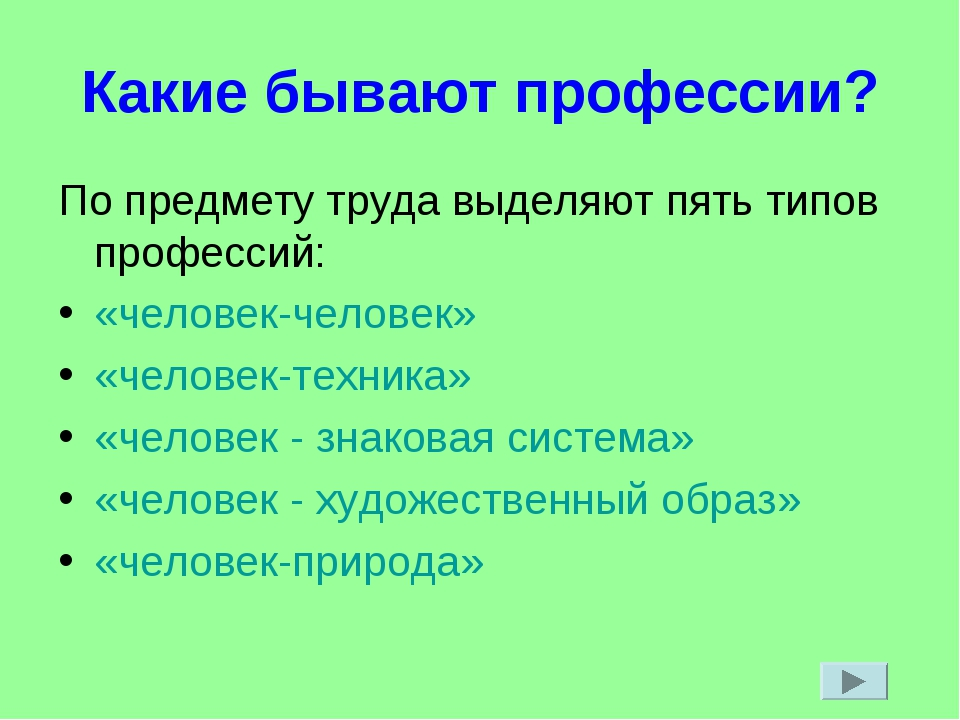 Какие бывают профессии?
По предмету труда выделяют пять типов
профессий:
• «человек-человек»
• «человек-техника»
• «человек - знаковая система»
• «человек - художественный образ»
• «человек-природа»